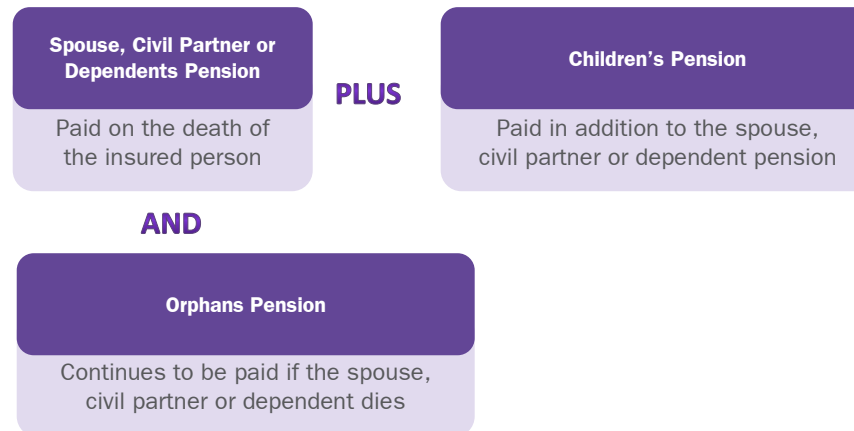 Spouse, Civil Partner or
Dependents Pension
Paid on the death of
the insured person
PLUS
Children's Pension
Paid in addition to the spouse,
civil partner or dependent pension
AND
Orphans Pension
Continues to be paid if the spouse,
civil partner or dependent dies